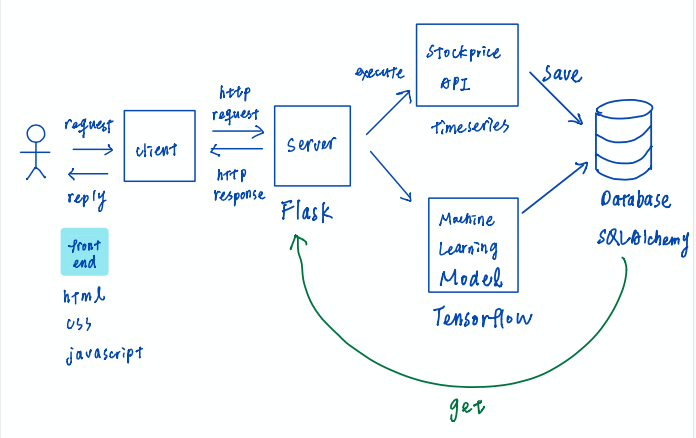 request
reply
front
end
html
css
javascript
client
http
request
http
response
server
Flask
execute
Stockprice
API
timeseries
Machine
Learning
Model
Tensorflow
save
Database
SQLAlchemy
get